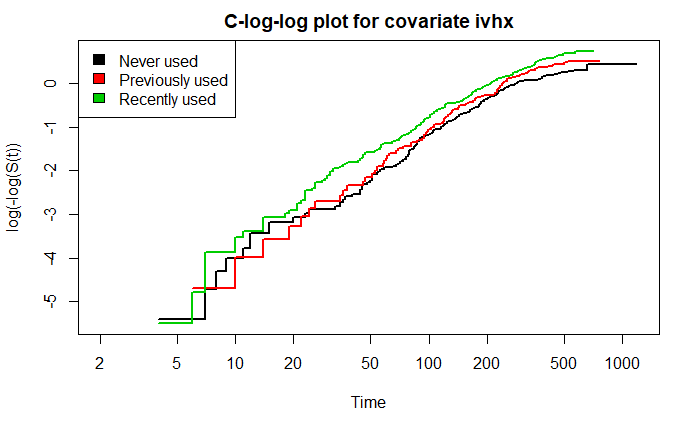 C-log-log plot for covariate ivhx
Never used
Previously used
Recently used
log(-log(S(t))
0
-1
-2
-3
-4
-5
2 5 10 20 50 100 200 500 1000
Time